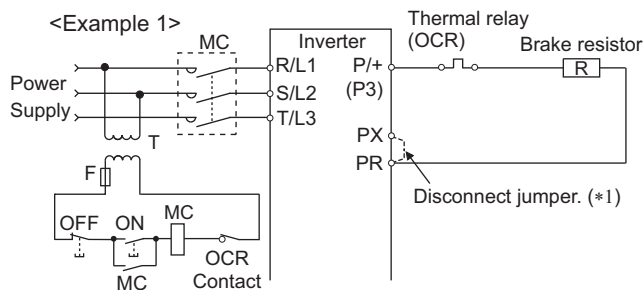 <Example 1>
MC
Inverter
Thermal relay
(OCR)
Brake resistor
R/L1
P/+
R
Power
Supply
S/L2
(P3)
T/L3
T
PX
PR
F
Disconnect jumper. (*1)
OFF
ON
MC
MC
OCR
Contact